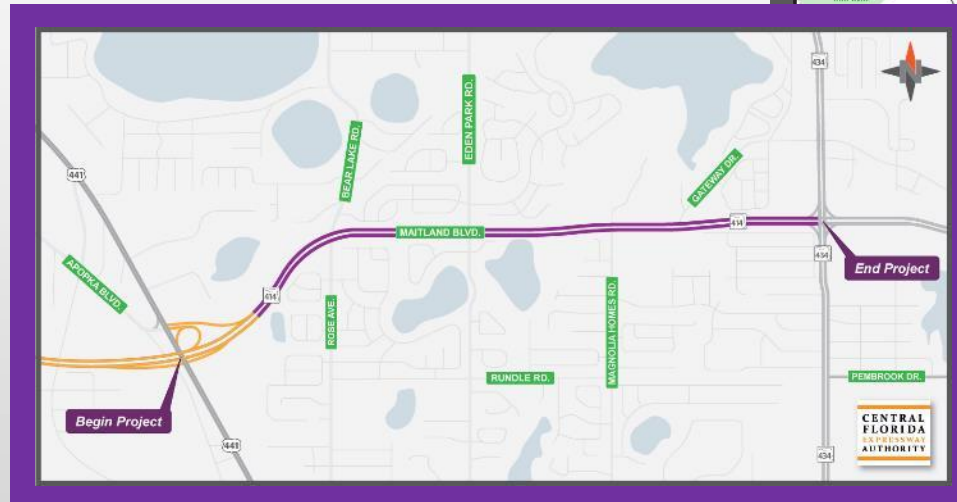 434
N
441
BEAR LAKE RD.
EDEN PARK RD.
GATEWAY DR.
MAITLAND BLVD.
414
434
End Project
APOPKA BLVD.
414
ROSE AVE.
MAGNOLIA HOMES RD.
RUNDLE RD.
PEMBROOK DR.
Begin Project
441
434
CENTRAL
FLORIDA
EXPRESSWAY
AUTHORITY